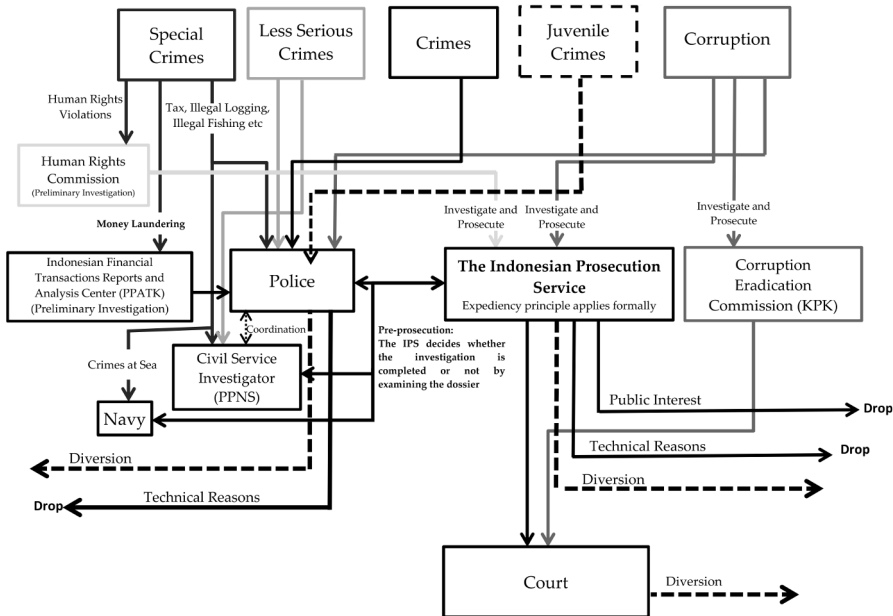 Special
Crimes
Less Serious
Crimes
Crimes
Juvenile
Crimes
Corruption
Human Rights
Violations
Tax, Illegal Logging,
Illegal Fishing etc
Human Rights
Commission
(Preliminary Investigation)
Money Laundering
Investigate and
Prosecute
Investigate and
Prosecute
Investigate and
Prosecute
Indonesian Financial
Transactions Reports and
Analysis Center (PPATK)
(Preliminary Investigation)
Police
The Indonesian Prosecution
Service
Expediency principle applies formally
Corruption
Eradication
Commission (KPK)
Coordination
Pre-prosecution:
The IPS decides whether
the investigation is
completed or not by
examining the dossier
Civil Service
Investigator
(PPNS)
Crimes at Sea
Navy
Public Interest
Drop
Technical Reasons
Drop
Diversion
Diversion
Technical Reasons
Drop
Court
Diversion